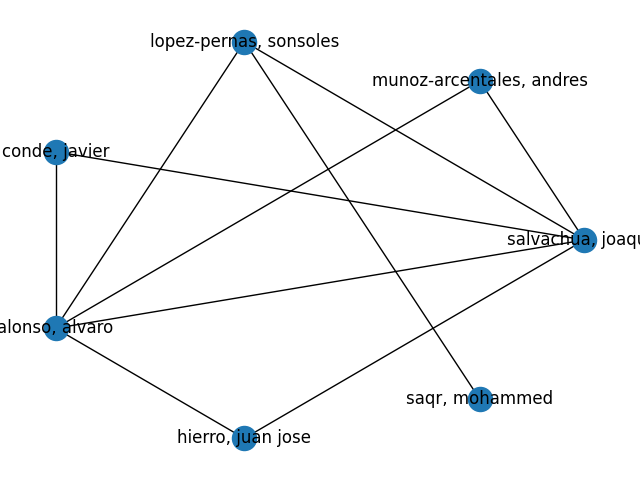 lopez-pernas, sonsoles
munoz-arcentales, andres
conde, javier
salvachua, joaqu
alonso, alvaro
saqr, mohammed
hierro, juan jose